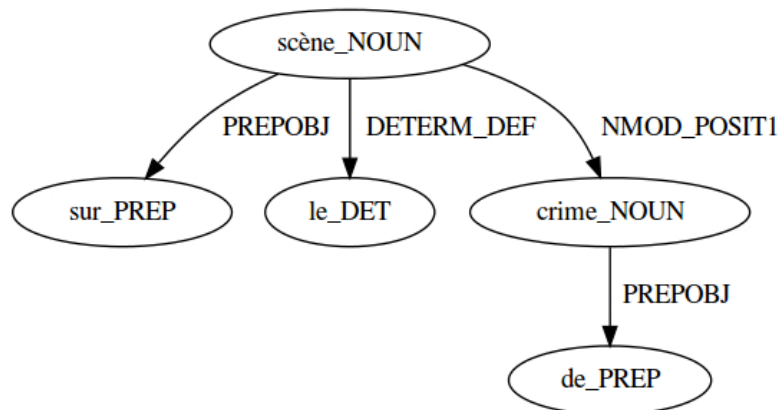 scène_NOUN
PREPOBJ DETERM_DEF NMOD_POSIT1
sur_PREP le_DET crime_NOUN
PREPOBJ
de_PREP